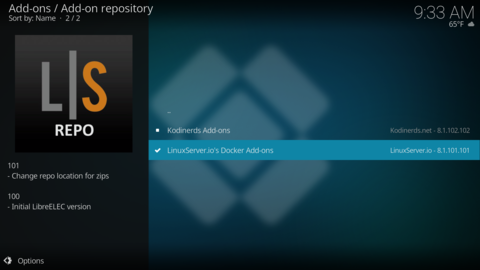 Add-ons / Add-on repository
Sort by: Name · 2 / 2
9:33 AM
65°F
LS
REPO
..
Kodinerds Add-ons
Kodinerds.net - 8.1.102.102
LinuxServer.io's Docker Add-ons
LinuxServer.io - 8.1.101.101
101
- Change repo location for zips
100
- Initial LibreELEC version
Options